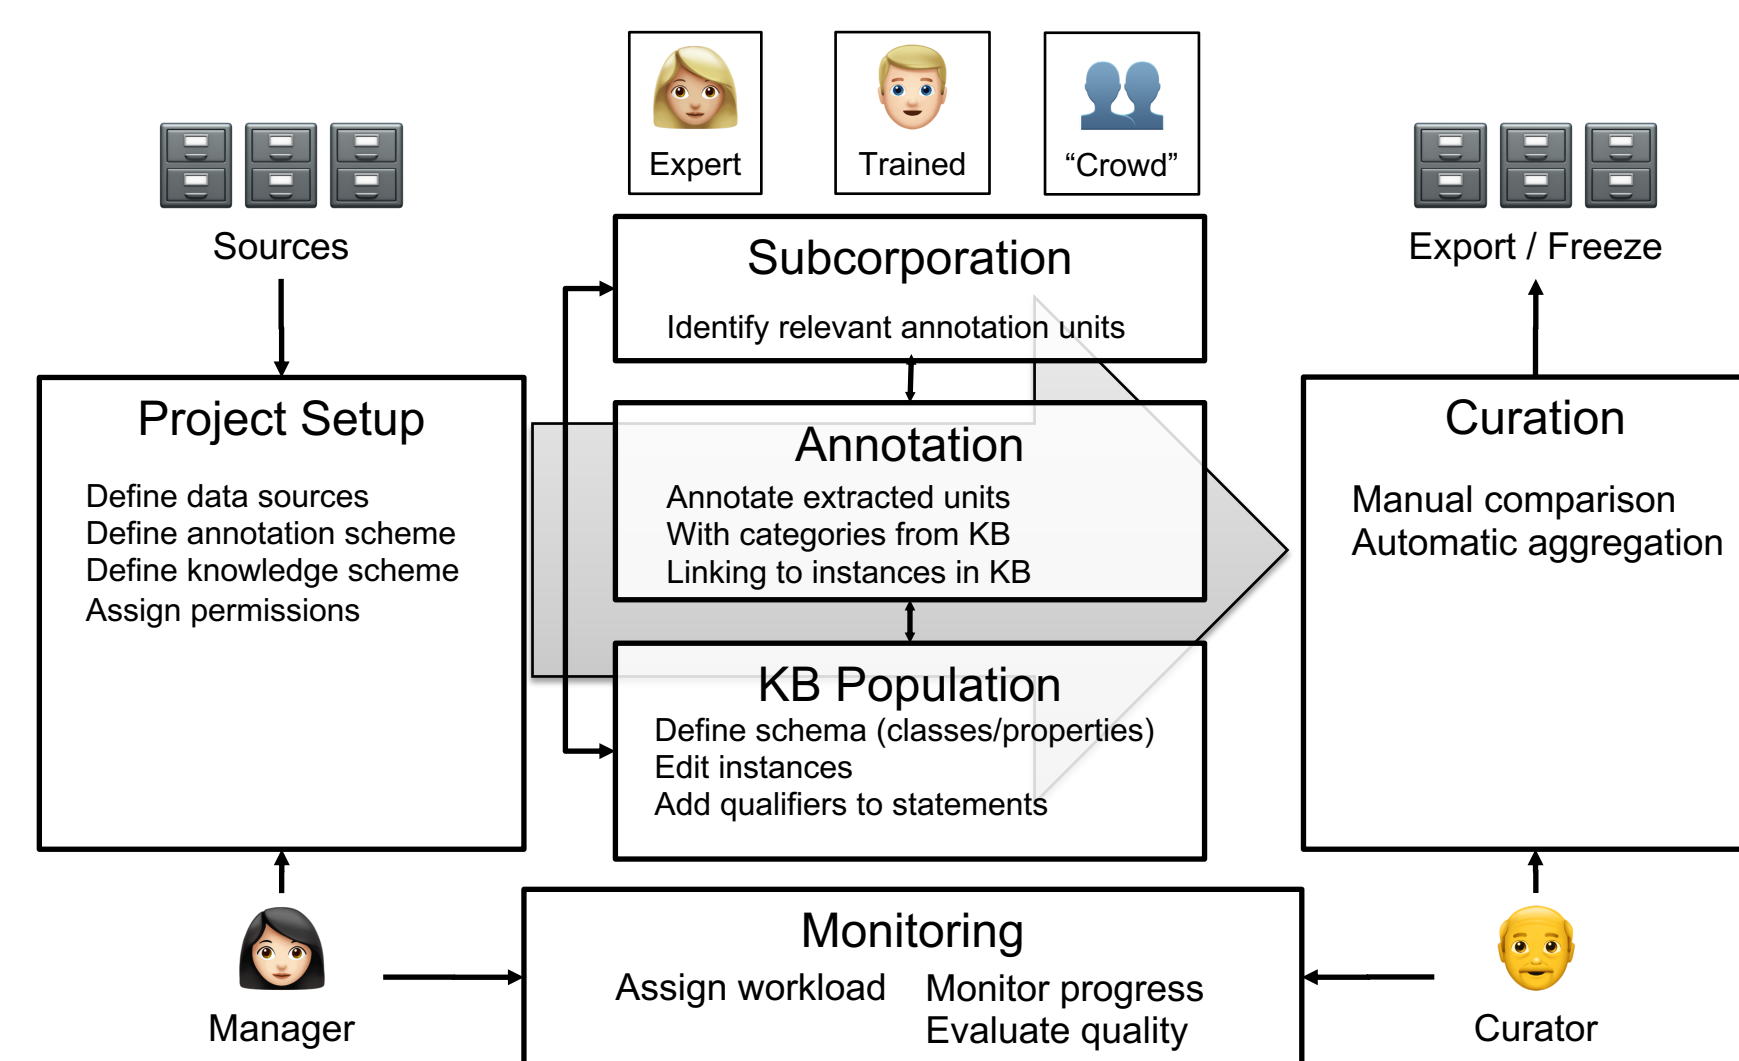 Expert
Trained
“Crowd”
Sources
Export / Freeze
Subcorporation
Identify relevant annotation units
Project Setup
Define data sources
Define annotation scheme
Define knowledge scheme
Assign permissions
Annotation
Annotate extracted units
With categories from KB
Linking to instances in KB
KB Population
Define schema (classes/properties)
Edit instances
Add qualifiers to statements
Curation
Manual comparison
Automatic aggregation
Manager
Monitoring
Assign workload
Monitor progress
Evaluate quality
Curator